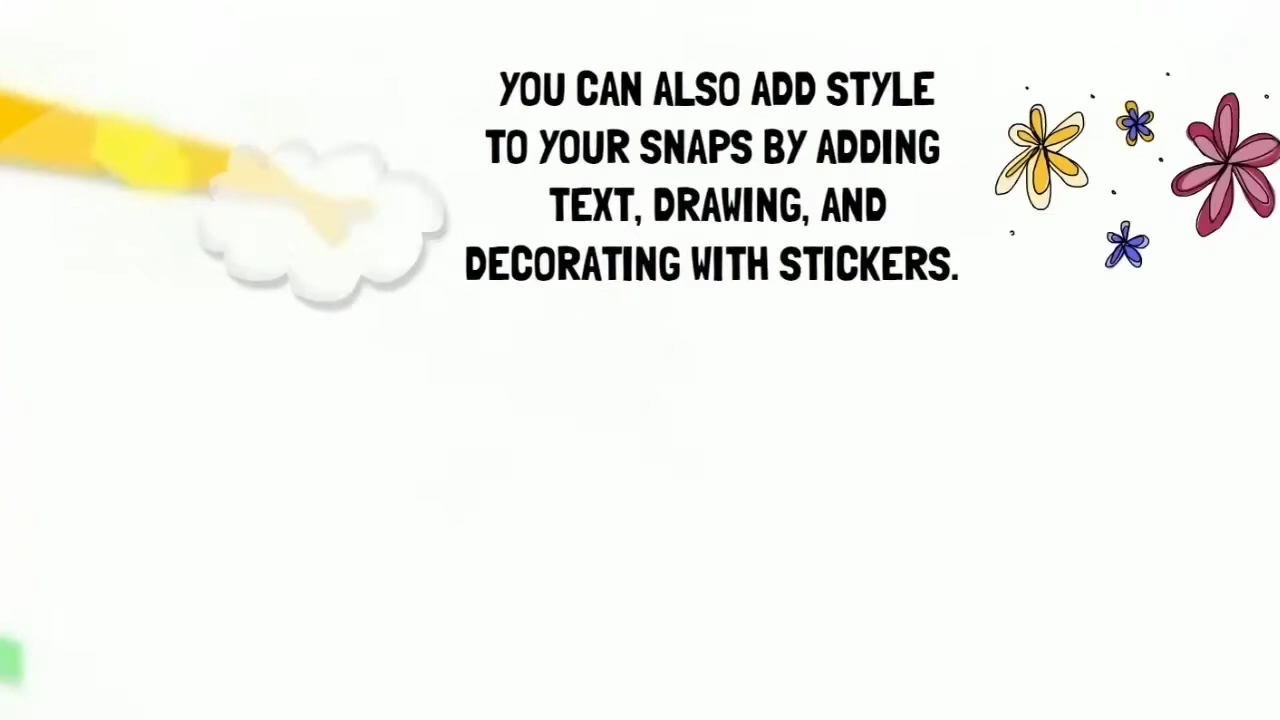 YOU CAN ALSO ADD STYLE
TO YOUR SNAPS BY ADDING
TEXT, DRAWING, AND
DECORATING WITH STICKERS.